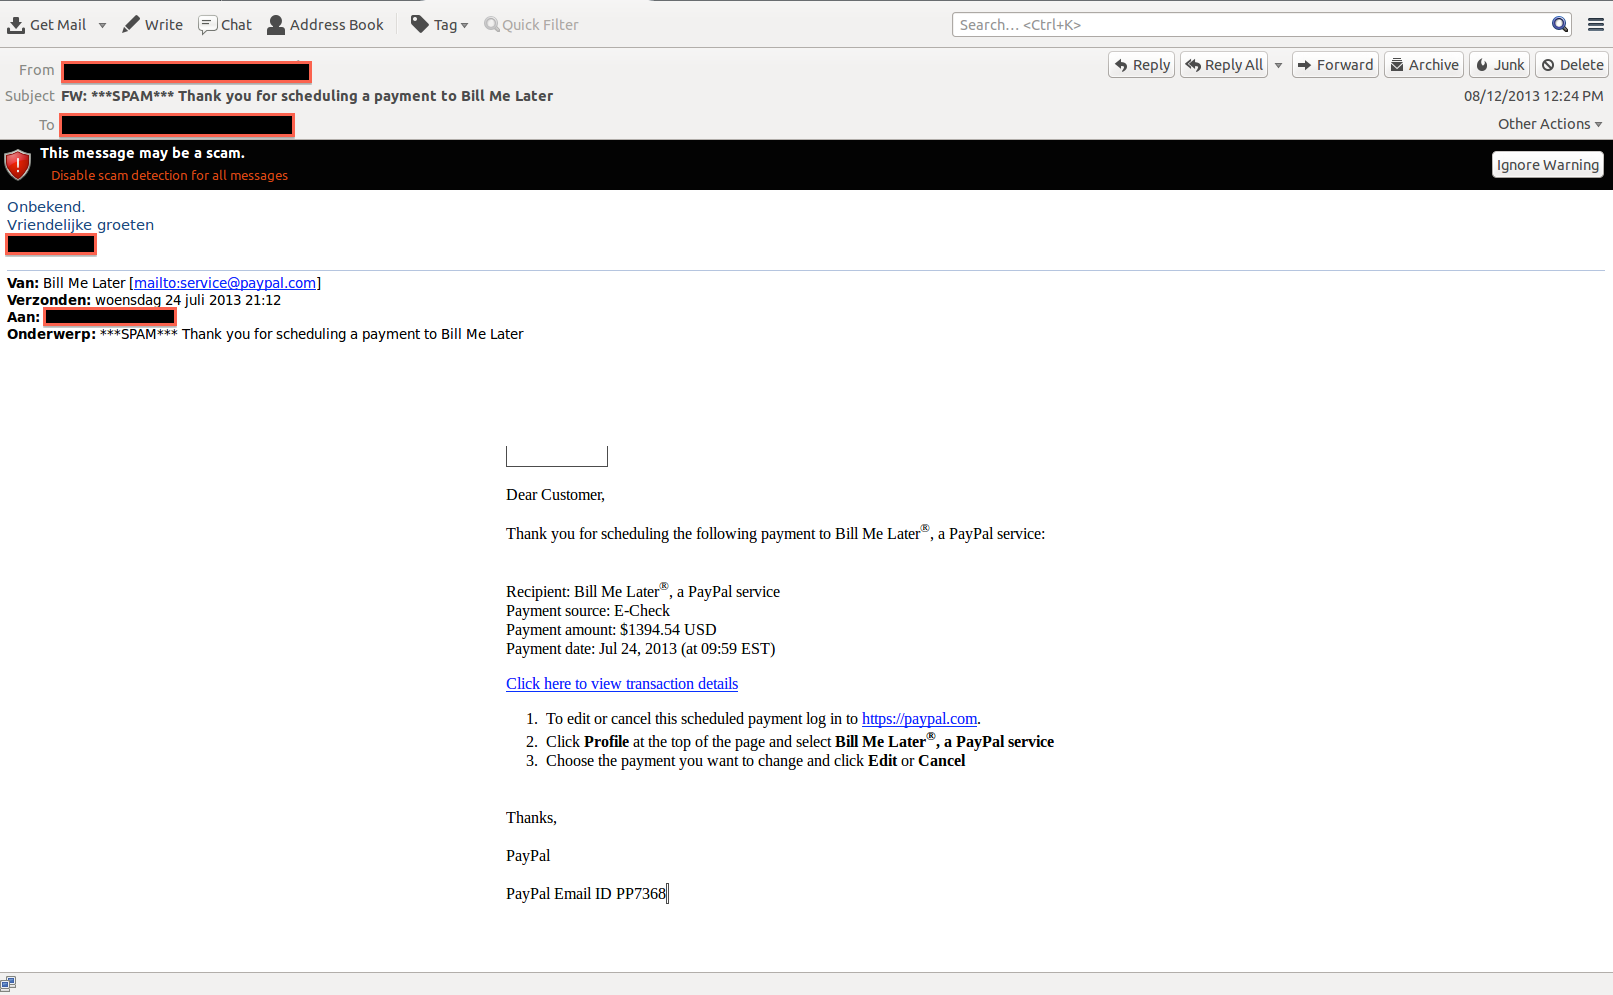 Get Mail Write Chat Address Book Tag Quick Filter Search... <Ctrl+K>
From Reply Reply All Forward Archive Junk Delete
Subject FW: ***SPAM*** Thank you for scheduling a payment to Bill Me Later 08/12/2013 12:24 PM
To Other Actions
This message may be a scam.
Disable scam detection for all messages
Ignore Warning
Onbekend.
Vriendelijke groeten
Van: Bill Me Later [mailto:service@paypal.com]
Verzonden: woensdag 24 juli 2013 21:12
Aan:
Onderwerp: ***SPAM*** Thank you for scheduling a payment to Bill Me Later
Dear Customer,
Thank you for scheduling the following payment to Bill Me Later®, a PayPal service:
Recipient: Bill Me Later®, a PayPal service
Payment source: E-Check
Payment amount: $1394.54 USD
Payment date: Jul 24, 2013 (at 09:59 EST)
Click here to view transaction details
1. To edit or cancel this scheduled payment log in to https://paypal.com.
2. Click Profile at the top of the page and select Bill Me Later®, a PayPal service
3. Choose the payment you want to change and click Edit or Cancel
Thanks,
PayPal
PayPal Email ID PP7368